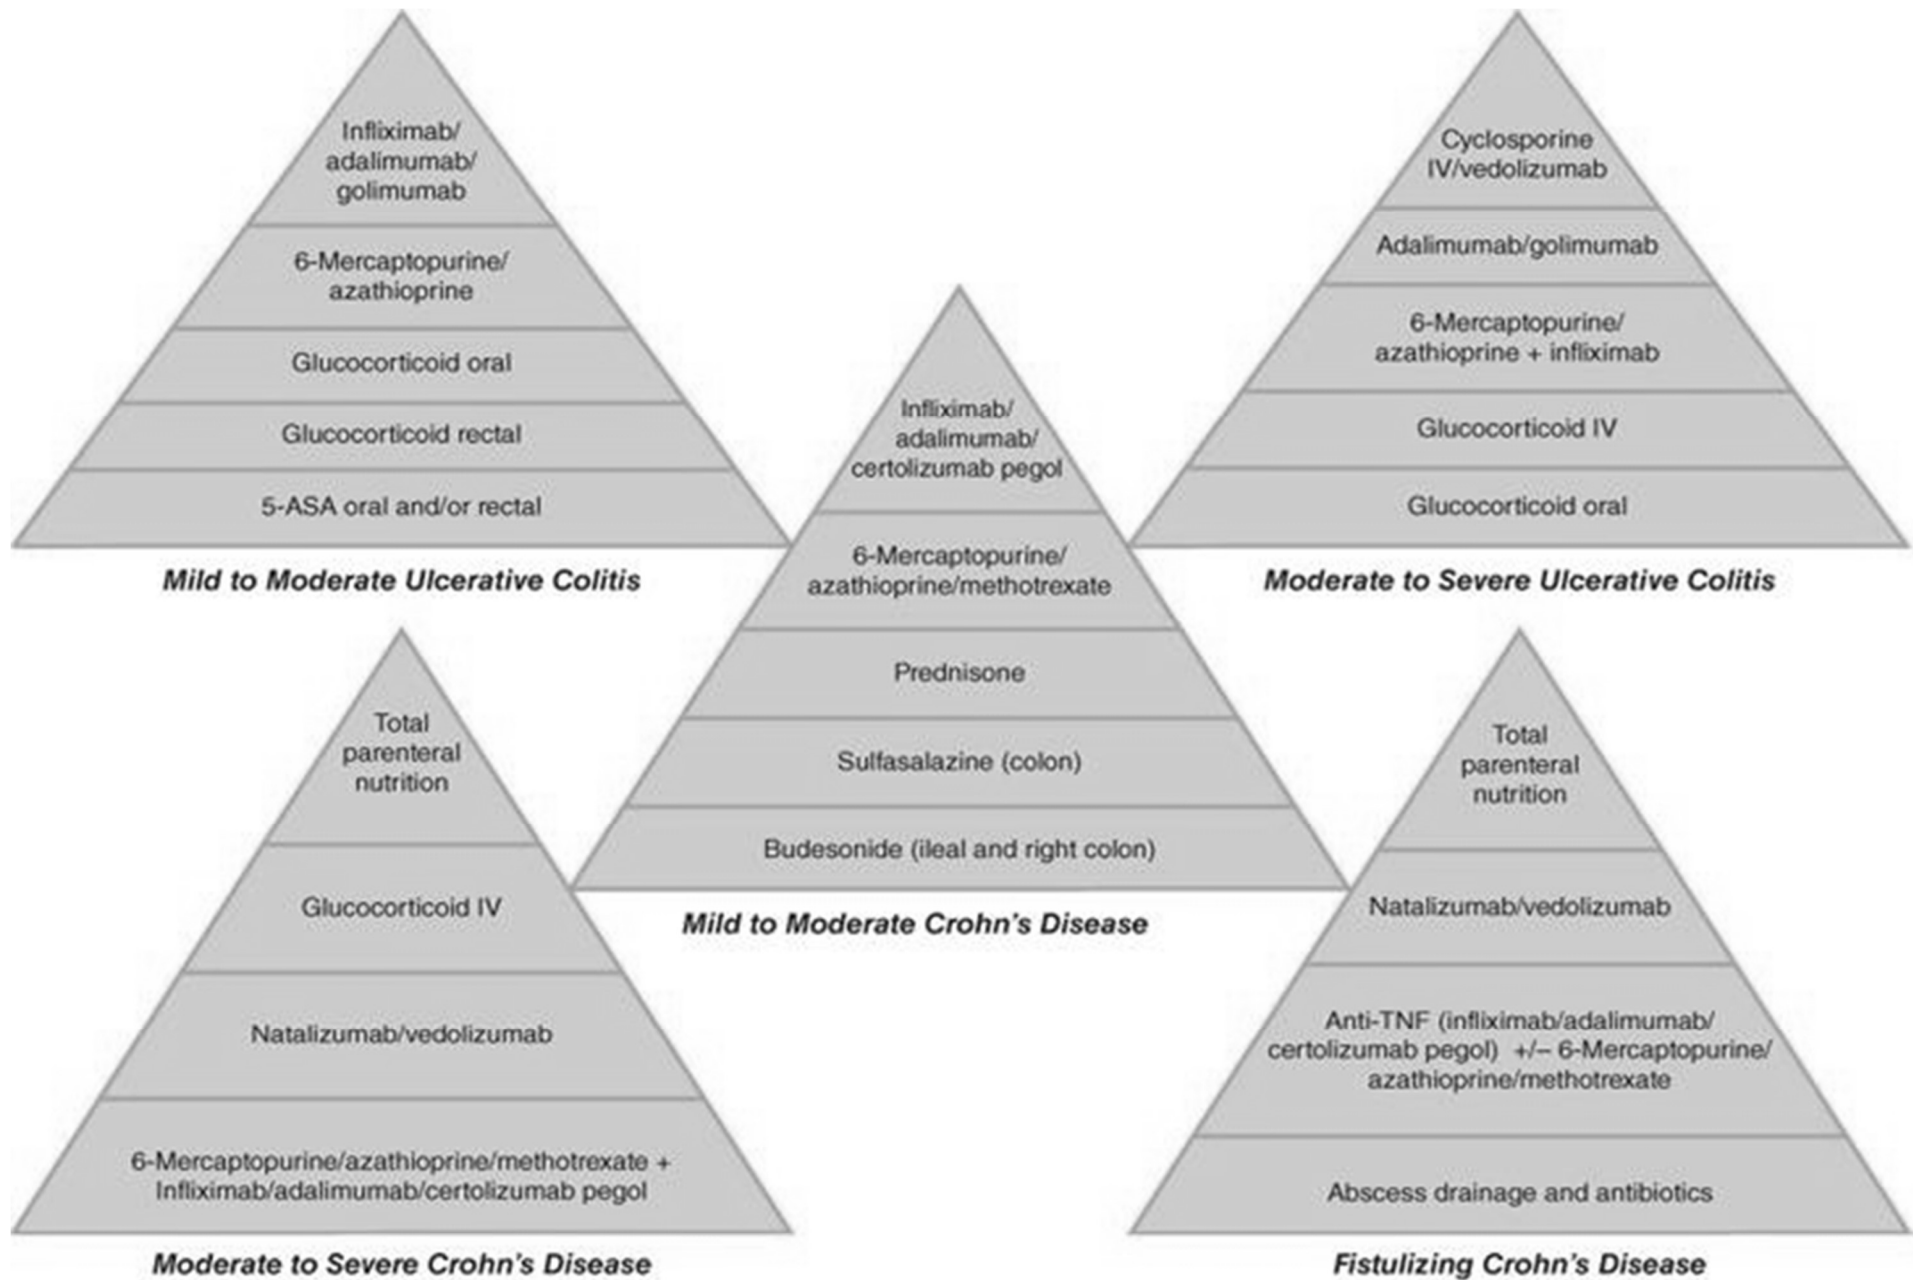 Infliximab/
adalimumab/
golimumab
6-Mercaptopurine/
azathioprine
Glucocorticoid oral
Glucocorticoid rectal
5-ASA oral and/or rectal
Mild to Moderate Ulcerative Colitis
Cyclosporine
IV/vedolizumab
Adalimumab/golimumab
6-Mercaptopurine/
azathioprine + infliximab
Glucocorticoid IV
Glucocorticoid oral
Moderate to Severe Ulcerative Colitis
Infliximab/
adalimumab/
certolizumab pegol
6-Mercaptopurine/
azathioprine/methotrexate
Prednisone
Sulfasalazine (colon)
Budesonide (ileal and right colon)
Mild to Moderate Crohn's Disease
Total
parenteral
nutrition
Glucocorticoid IV
Natalizumab/vedolizumab
6-Mercaptopurine/azathioprine/methotrexate +
Infliximab/adalimumab/certolizumab pegol
Moderate to Severe Crohn's Disease
Total
parenteral
nutrition
Natalizumab/vedolizumab
Anti-TNF (infliximab/adalimumab/
certolizumab pegol) +/– 6-Mercaptopurine/
azathioprine/methotrexate
Abscess drainage and antibiotics
Fistulizing Crohn's Disease